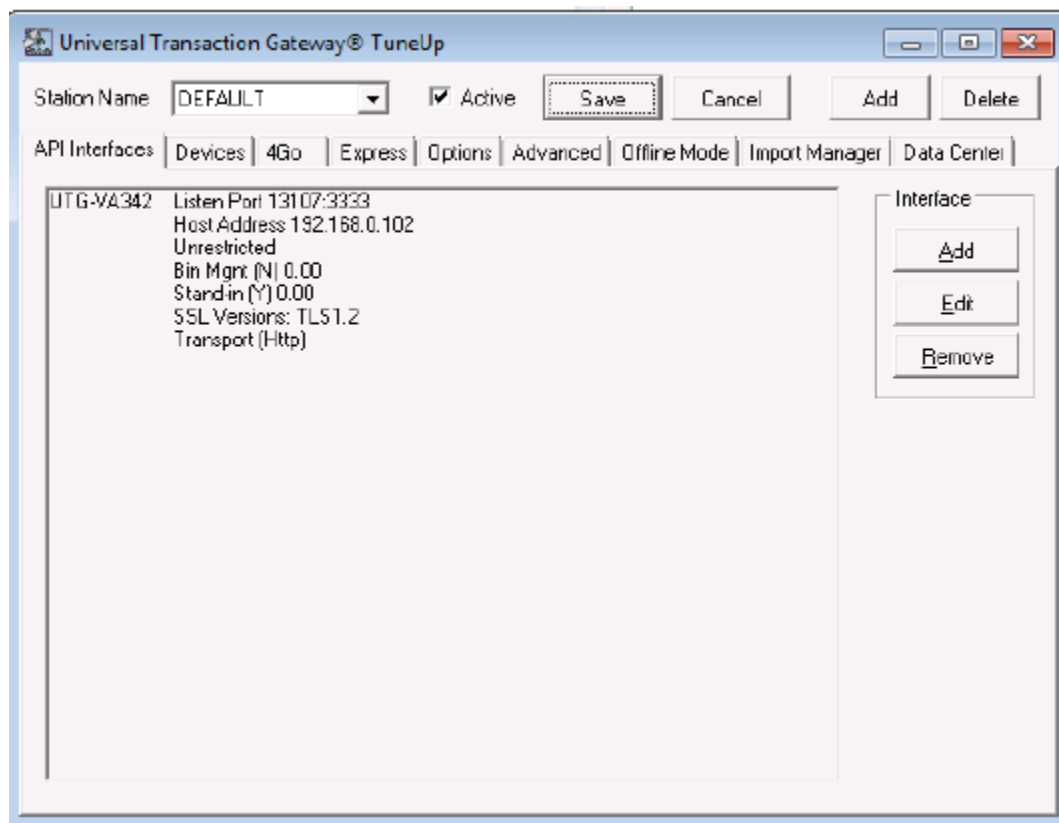 Universal Transaction Gateway® TuneUp
Station Name DEFAULT Active Save Cancel Add Delete
API Interfaces Devices 4Go Express Options Advanced Offline Mode Import Manager Data Center
UTG-VA342 Listen Port 13107:3333
Host Address 192.168.0.102
Unrestricted
Bin Mgnt (N) 0.00
Stand-in (Y) 0.00
SSL Versions: TLS1.2
Transport (Http)
Interface
Add
Edit
Remove